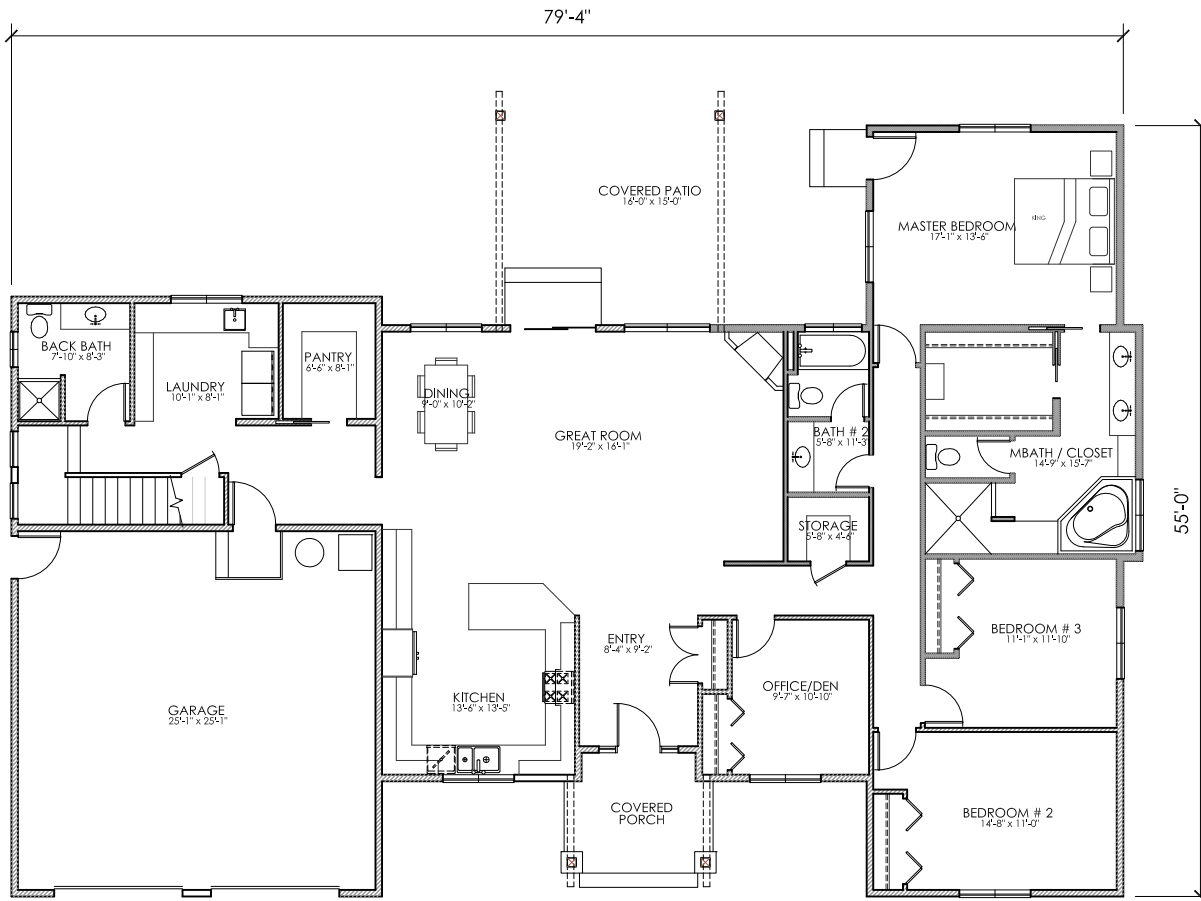 79'-4"
COVERED PATIO
16'-0" x 15'-0"
MASTER BEDROOM
17'-1" x 13'-6"
KING
BACK BATH
7'-10" x 8'-3"
LAUNDRY
10'-1" x 8'-1"
PANTRY
6'-6" x 8'-1"
DINING
9'-0" x 10'-2"
GREAT ROOM
19'-2" x 16'-1"
BATH # 2
5'-8" x 11'-3"
MBATH / CLOSET
14'-9" x 15'-7"
55'-0"
STORAGE
5'-8" x 4'-6"
BEDROOM # 3
11'-1" x 11'-10"
ENTRY
8'-4" x 9'-2"
OFFICE/DEN
9'-7" x 10'-10"
KITCHEN
13'-6" x 13'-5"
GARAGE
25'-1" x 25'-1"
COVERED
PORCH
BEDROOM # 2
14'-8" x 11'-0"